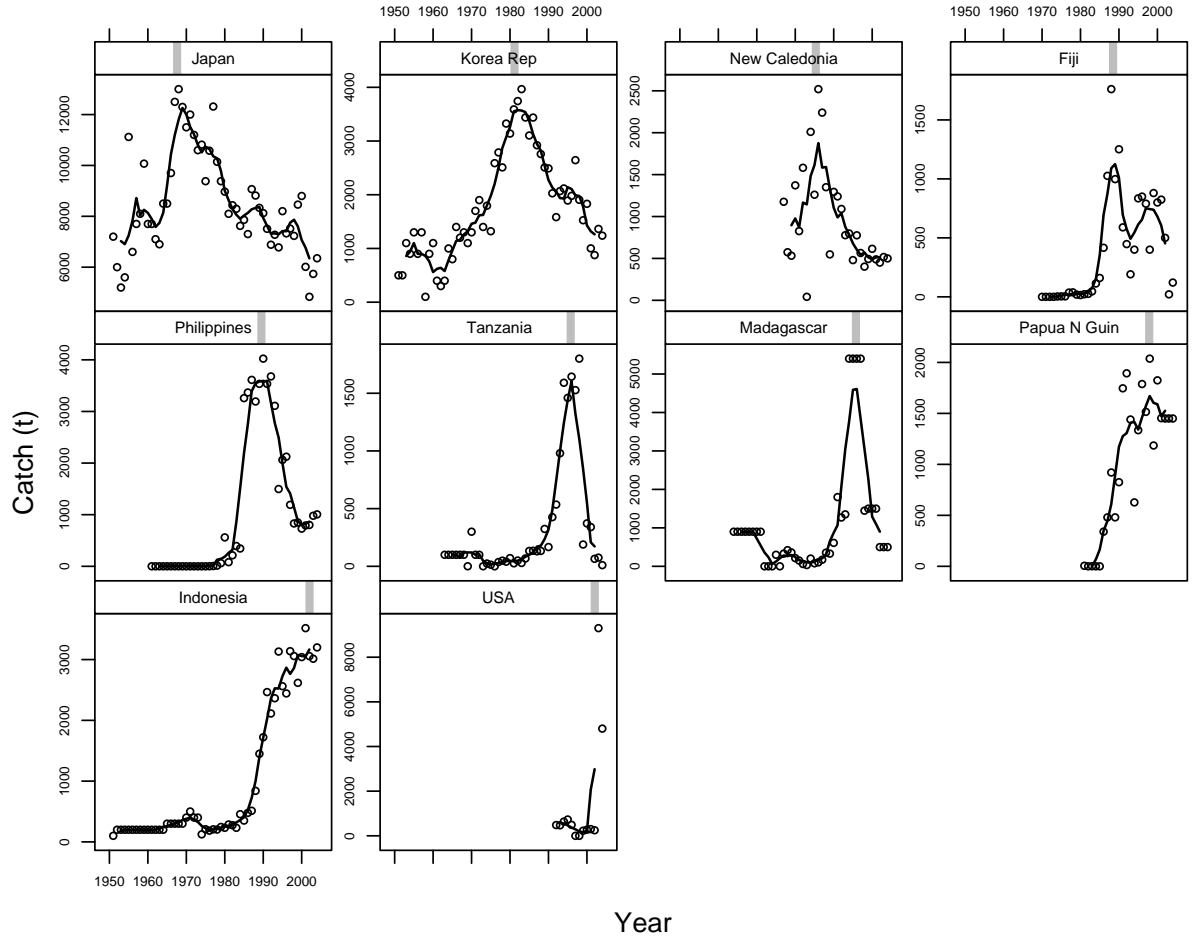 1950 1960 1970 1980 1990 2000
1950 1960 1970 1980 1990 2000
Japan
Korea Rep
New Caledonia
Fiji
6000 8000 10000 12000
0 1000 2000 3000 4000
0 500 1000 1500 2000 2500
0 500 1000 1500
Philippines
Tanzania
Madagascar
Papua N Guin
0 1000 2000 3000 4000
0 500 1000 1500
0 1000 2000 3000 4000 5000
0 500 1000 1500 2000
Catch (t)
Indonesia
USA
0 1000 2000 3000
0 2000 4000 6000 8000
1950 1960 1970 1980 1990 2000
Year